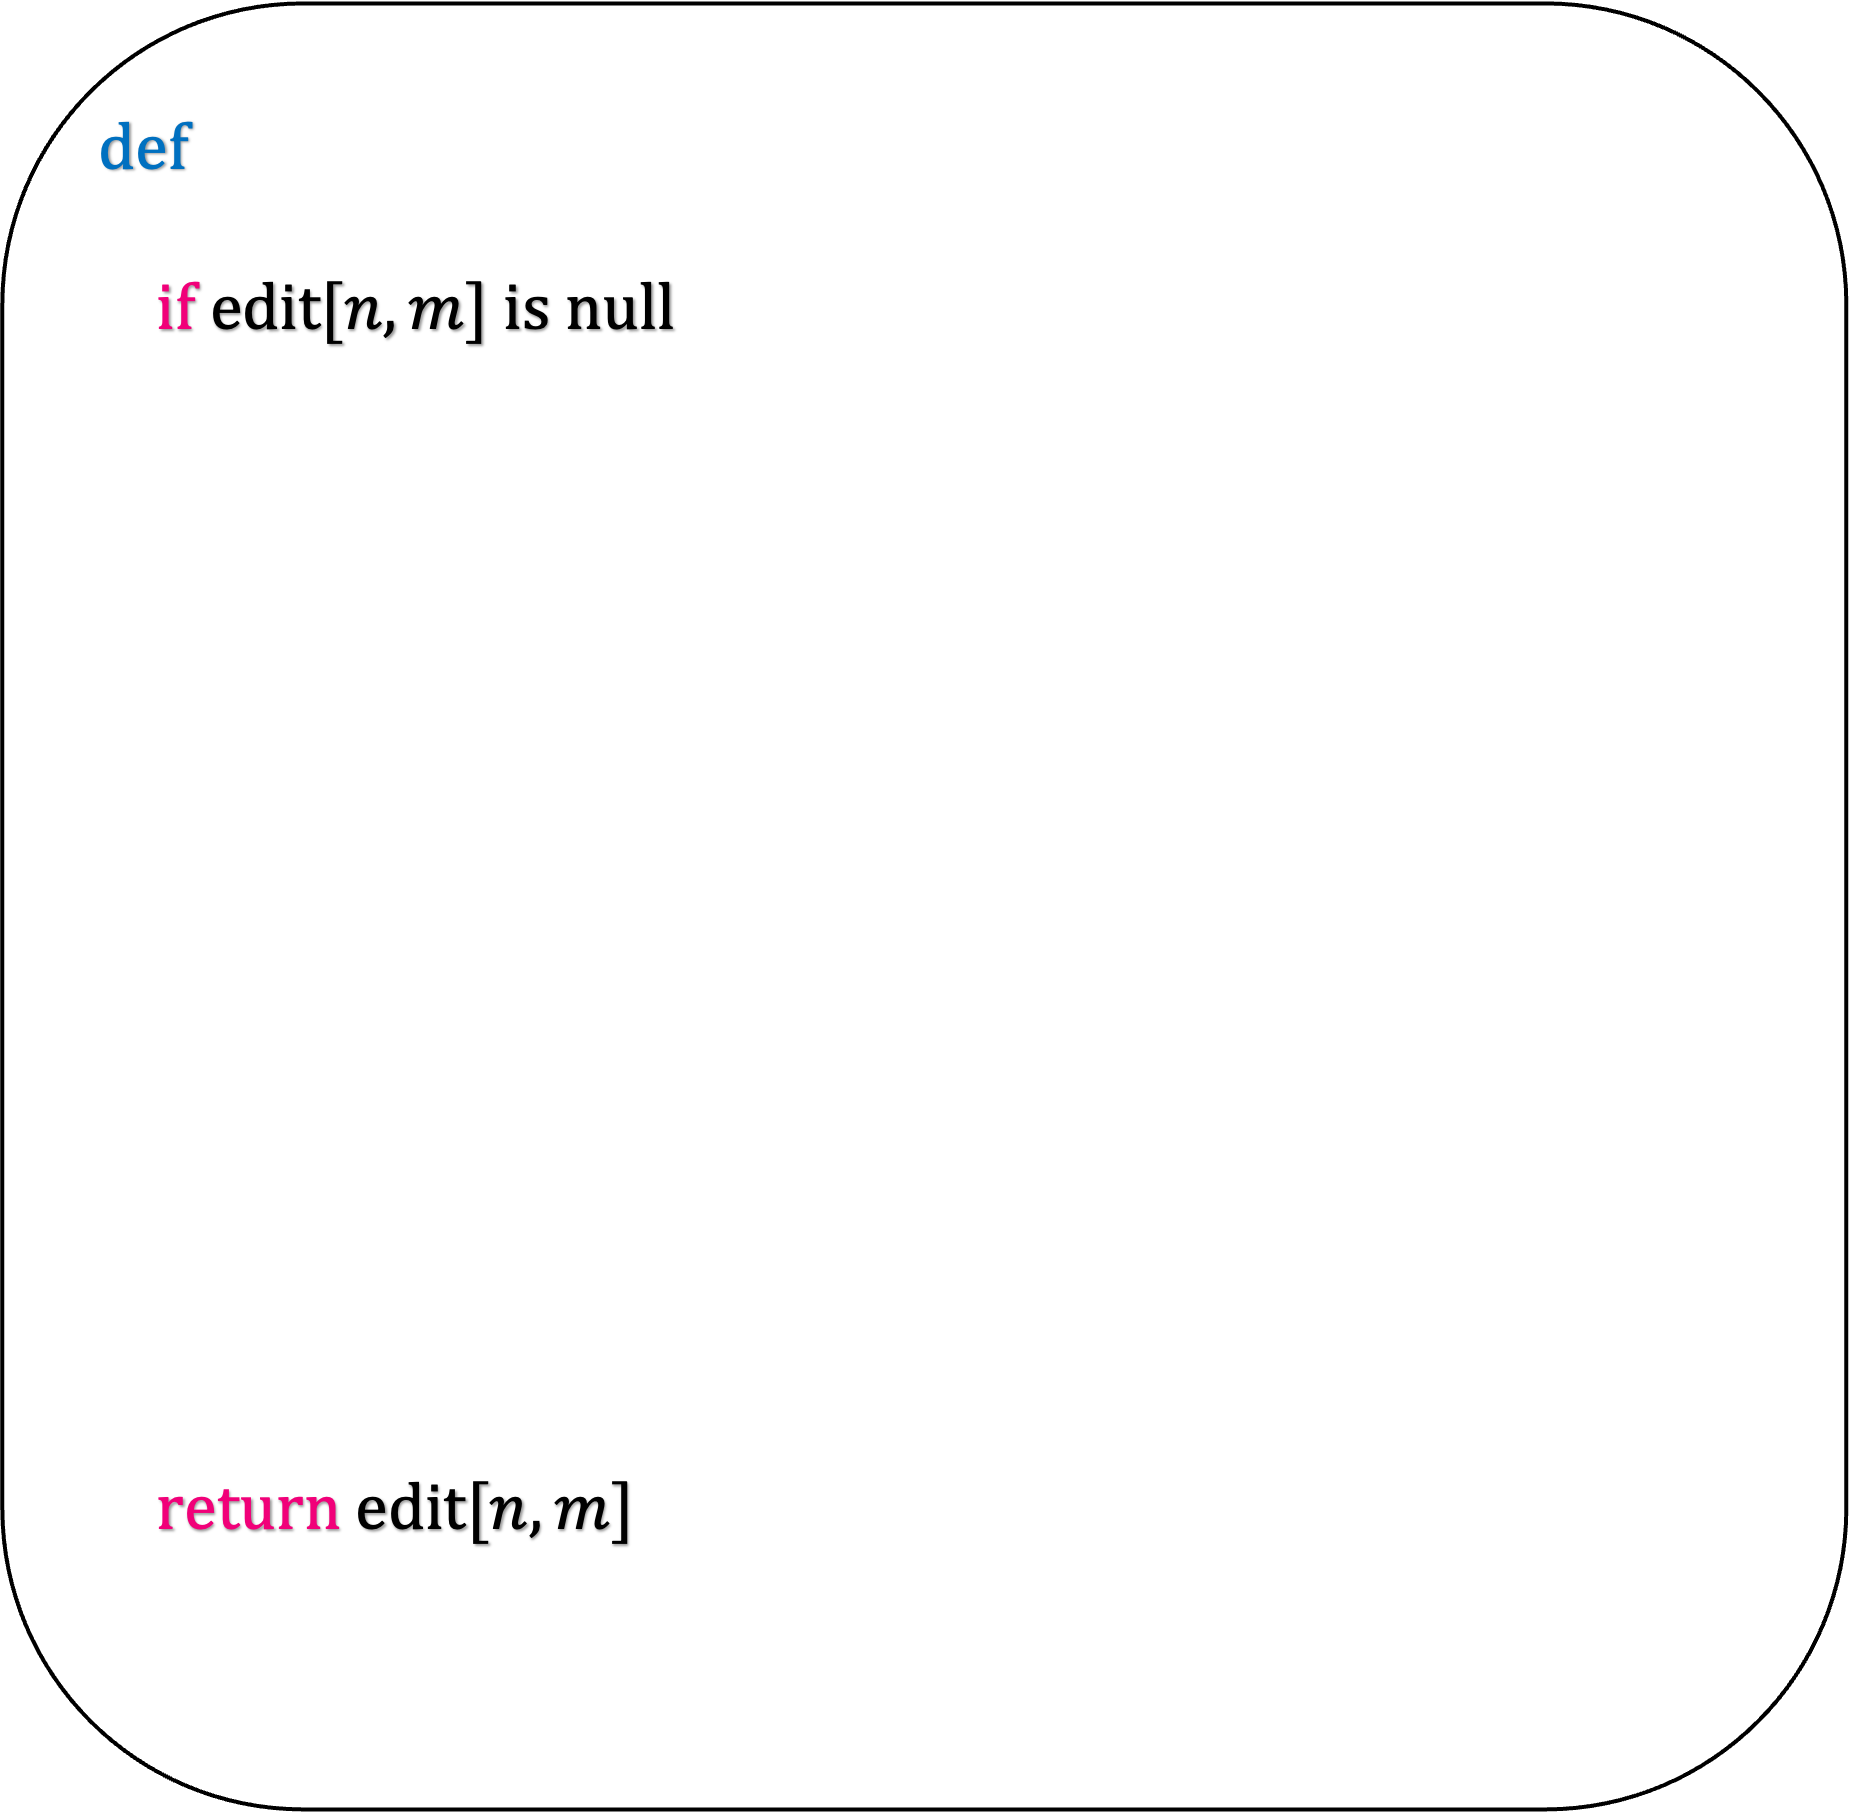 def
if edit[n, m] is null
return edit[n, m]